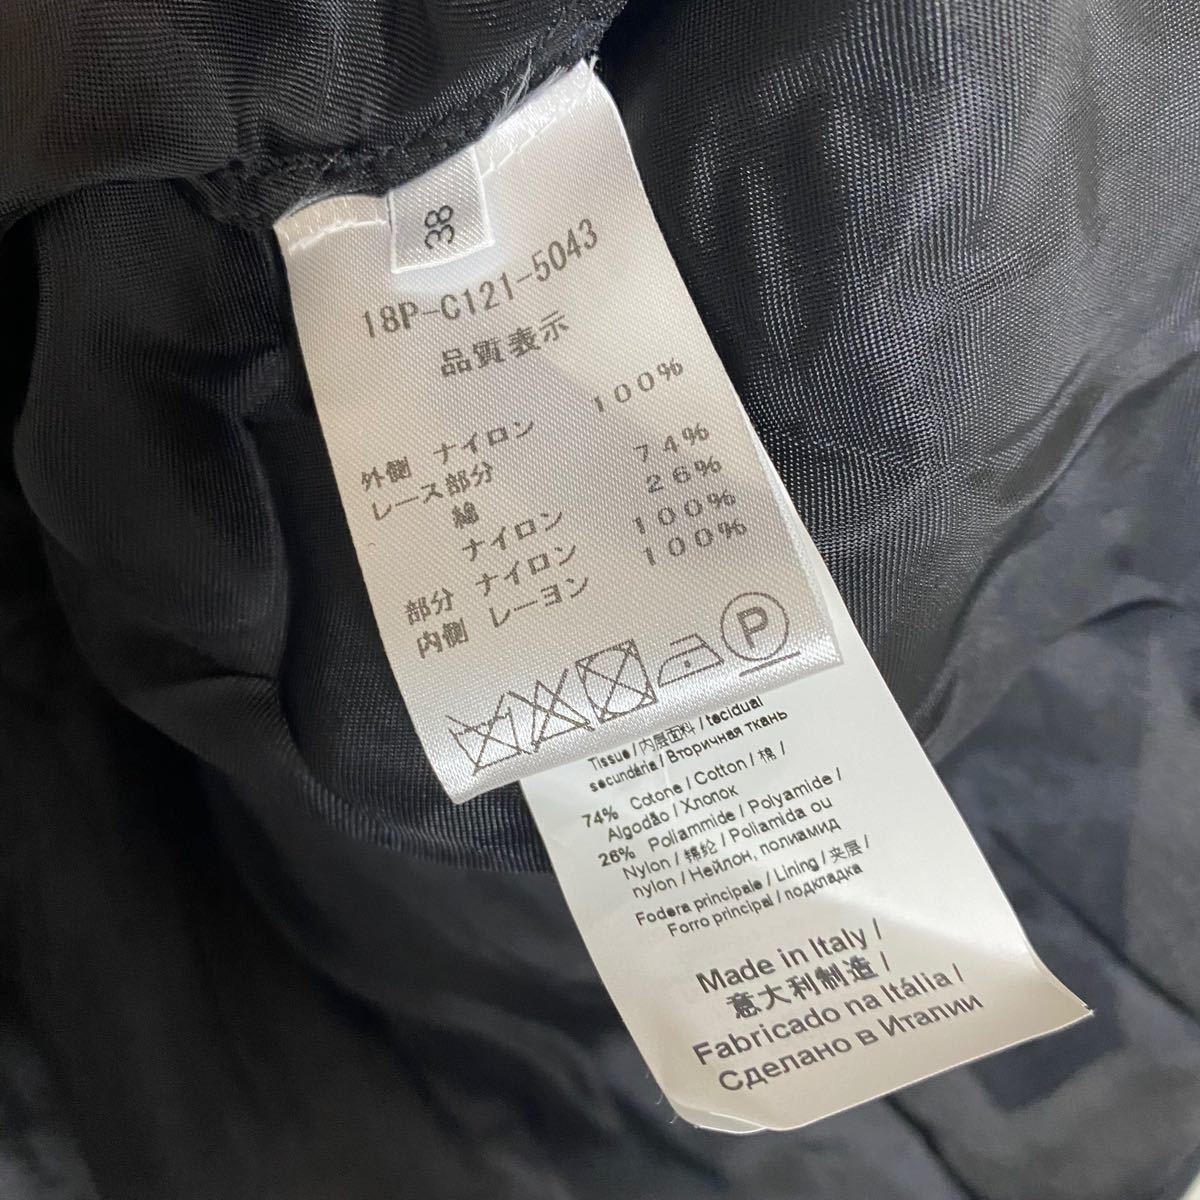 38
18P-C121-5043
品質表示
外側 ナイロン 100%
レース部分
綿 74%
ナイロン 26%
部分 ナイロン 100%
内側 レーヨン 100%
P
Tissue / 内层面料 / tecidual
secundária / Вторичная ткань
74% Cotone / Cotton / 棉 /
Algodão / Хлопок
26% Poliammide / Polyamide /
Nylon / 锦纶 / Poliamida ou
nylon / Нейлон, полиамид
Fodera principale / Lining / 夹层 /
Forro principal / подкладка
Made in Italy /
意大利制造 /
Fabricado na Itália /
Сделано в Италии